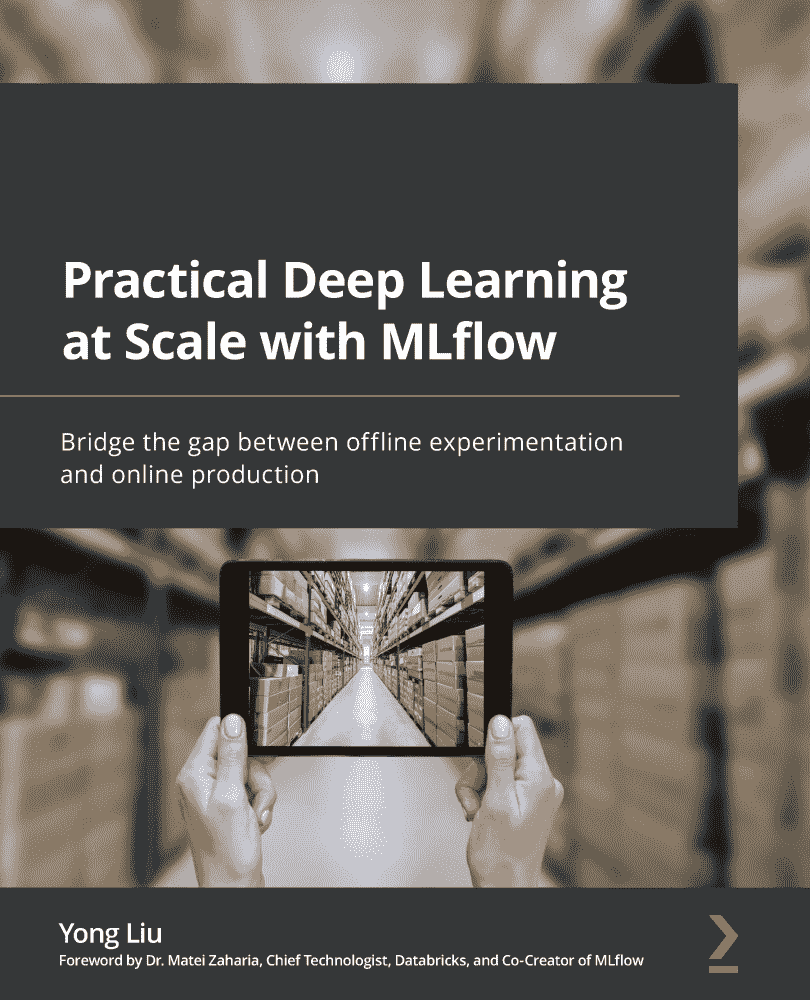 Practical Deep Learning
at Scale with MLflow
Bridge the gap between offline experimentation
and online production
Yong Liu
Foreword by Dr. Matei Zaharia, Chief Technologist, Databricks, and Co-Creator of MLflow